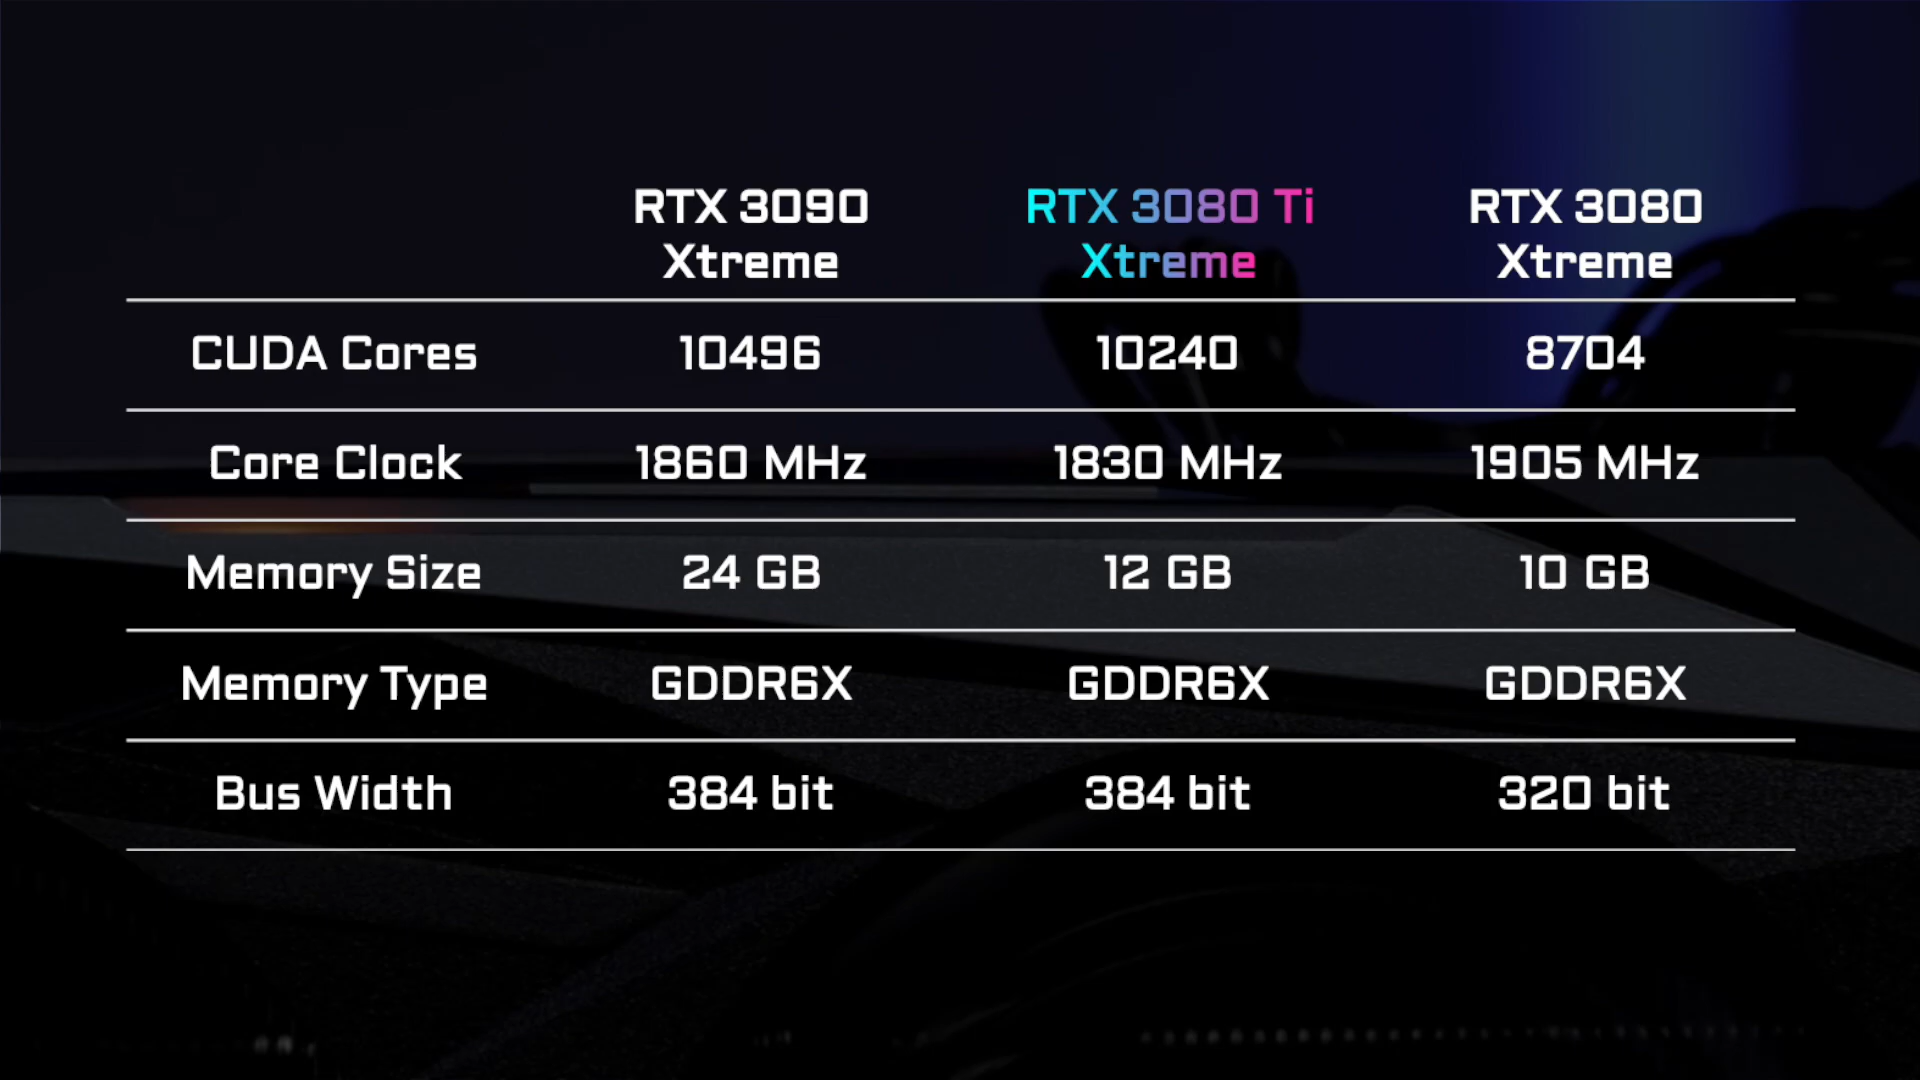 RTX 3090 Xtreme
RTX 3080 Ti Xtreme
RTX 3080 Xtreme
CUDA Cores 10496 10240 8704
Core Clock 1860 MHz 1830 MHz 1905 MHz
Memory Size 24 GB 12 GB 10 GB
Memory Type GDDR6X GDDR6X GDDR6X
Bus Width 384 bit 384 bit 320 bit